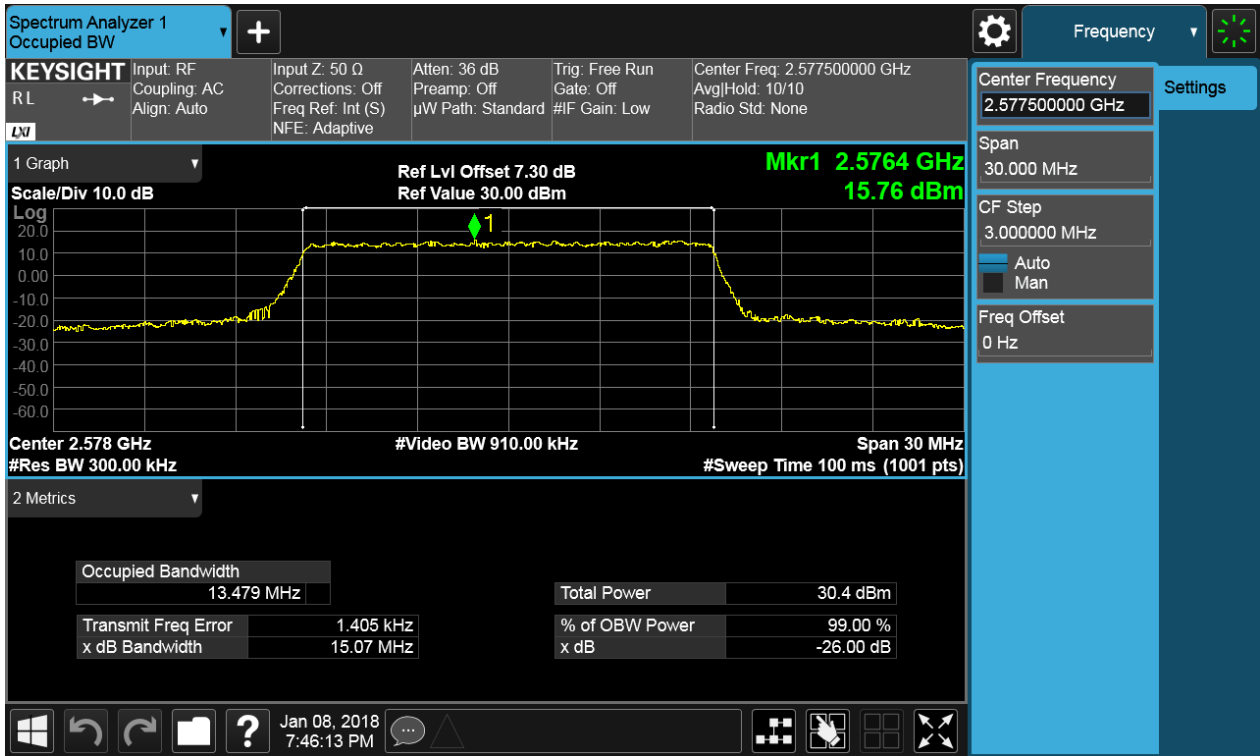 Spectrum Analyzer 1
Occupied BW
+
Frequency
KEYSIGHT
RL
LXI
Input: RF
Coupling: AC
Align: Auto
Input Z: 50 Ω
Corrections: Off
Freq Ref: Int (S)
NFE: Adaptive
Atten: 36 dB
Preamp: Off
µW Path: Standard
Trig: Free Run
Gate: Off
#IF Gain: Low
Center Freq: 2.577500000 GHz
Avg|Hold: 10/10
Radio Std: None
Center Frequency
2.577500000 GHz
Settings
Span
30.000 MHz
CF Step
3.000000 MHz
Auto
Man
Freq Offset
0 Hz
1 Graph
Ref Lvl Offset 7.30 dB
Mkr1 2.5764 GHz
Scale/Div 10.0 dB
Ref Value 30.00 dBm
15.76 dBm
Log
1
20.0
10.0
0.00
-10.0
-20.0
-30.0
-40.0
-50.0
-60.0
Center 2.578 GHz
#Video BW 910.00 kHz
Span 30 MHz
#Res BW 300.00 kHz
#Sweep Time 100 ms (1001 pts)
2 Metrics
Occupied Bandwidth
13.479 MHz
Total Power 30.4 dBm
Transmit Freq Error 1.405 kHz
% of OBW Power 99.00 %
x dB Bandwidth 15.07 MHz
x dB -26.00 dB
?
Jan 08, 2018
7:46:13 PM